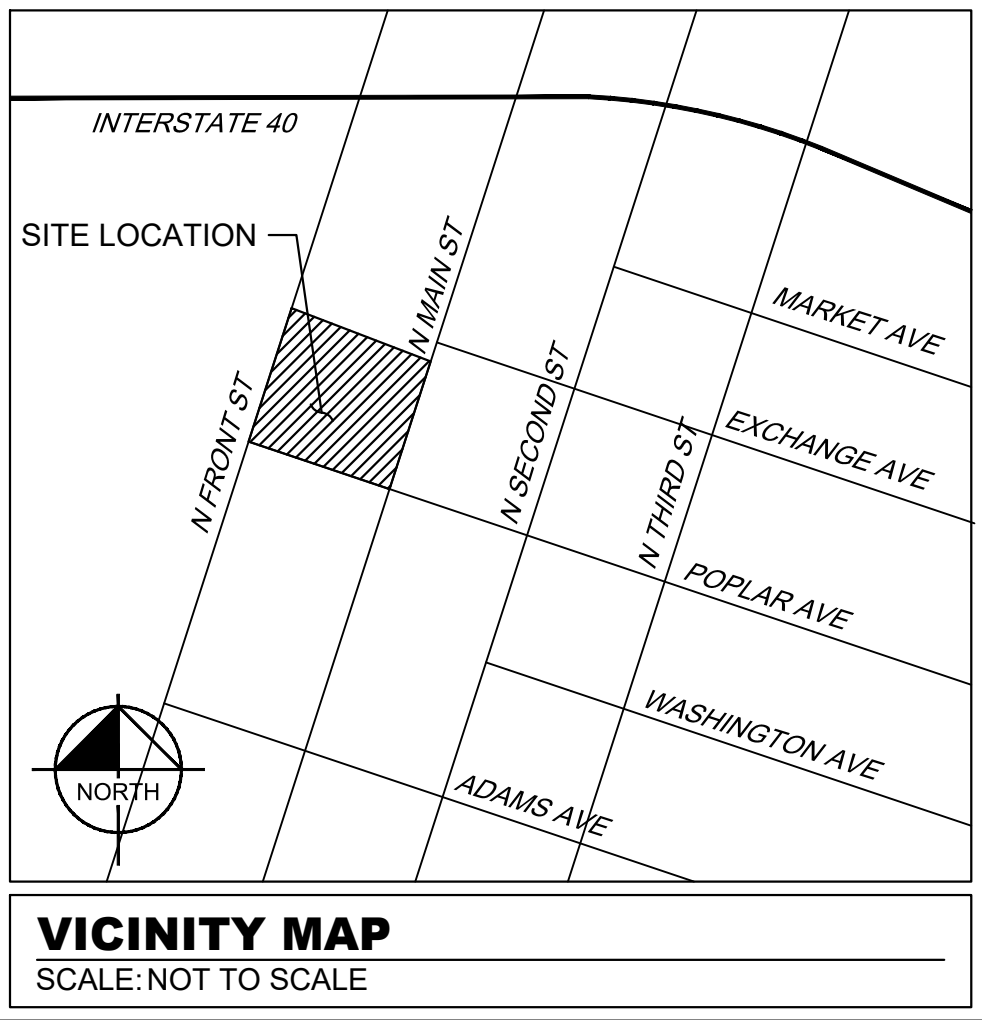 INTERSTATE 40
SITE LOCATION
N MAIN ST
MARKET AVE
N FRONT ST
N SECOND ST
EXCHANGE AVE
N THIRD ST
POPLAR AVE
WASHINGTON AVE
NORTH
ADAMS AVE
VICINITY MAP
SCALE: NOT TO SCALE